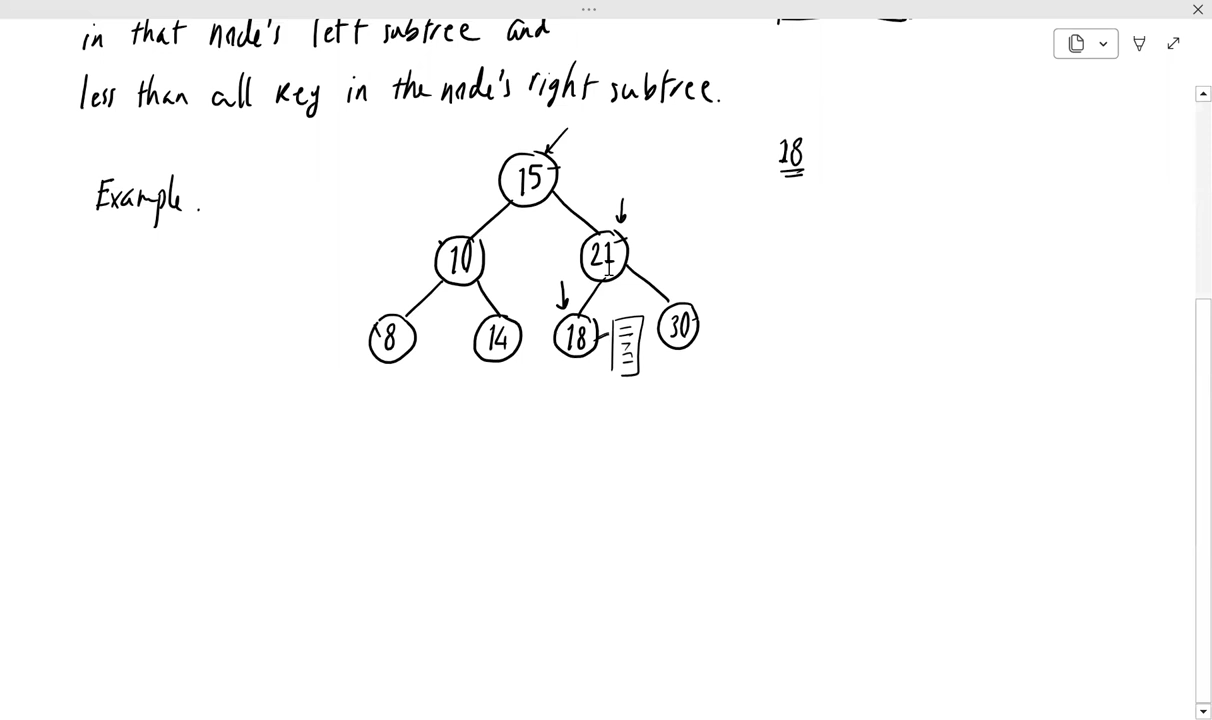 in that node's left subtree and
less than all key in the node's right subtree.
18
15
Example.
21
10
8
14
18
30